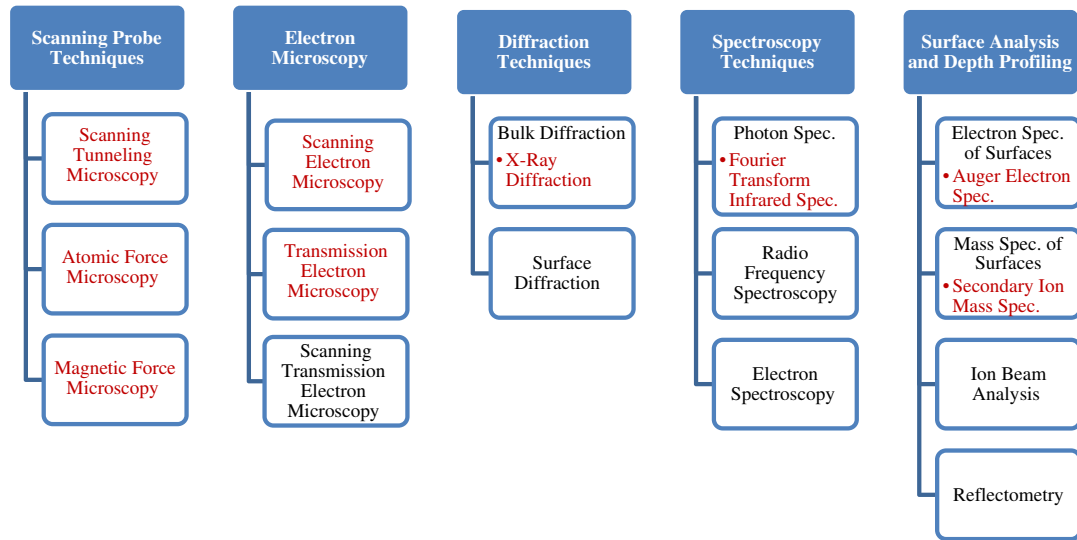 Scanning Probe
Techniques
Scanning
Tunneling
Microscopy
Atomic Force
Microscopy
Magnetic Force
Microscopy
Electron
Microscopy
Scanning
Electron
Microscopy
Transmission
Electron
Microscopy
Scanning
Transmission
Electron
Microscopy
Diffraction
Techniques
Bulk Diffraction
• X-Ray
Diffraction
Surface
Diffraction
Spectroscopy
Techniques
Photon Spec.
• Fourier
Transform
Infrared Spec.
Radio
Frequency
Spectroscopy
Electron
Spectroscopy
Surface Analysis
and Depth Profiling
Electron Spec.
of Surfaces
• Auger Electron
Spec.
Mass Spec. of
Surfaces
• Secondary Ion
Mass Spec.
Ion Beam
Analysis
Reflectometry